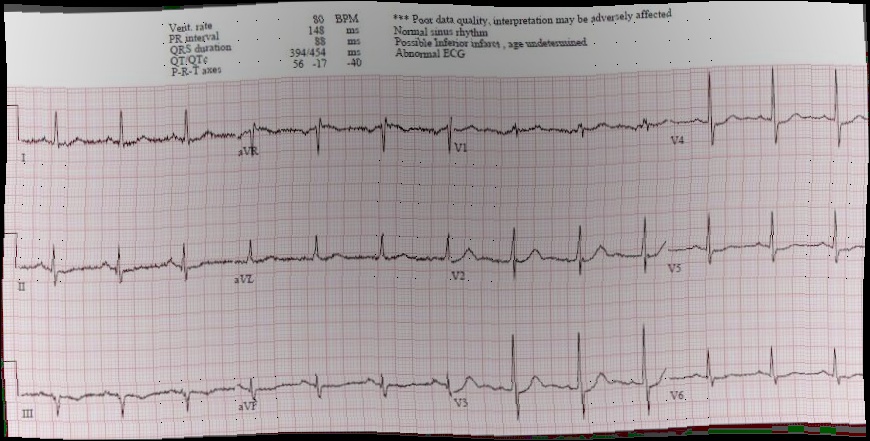 Vent. rate 80 BPM
PR interval 148 ms
QRS duration 88 ms
QT/QTc 394/454 ms
P-R-T axes 56 -17 -40
*** Poor data quality, interpretation may be adversely affected
Normal sinus rhythm
Possible Inferior infarct , age undetermined
Abnormal ECG
I aVR V1 V4
II aVL V2 V5
III aVF V3 V6